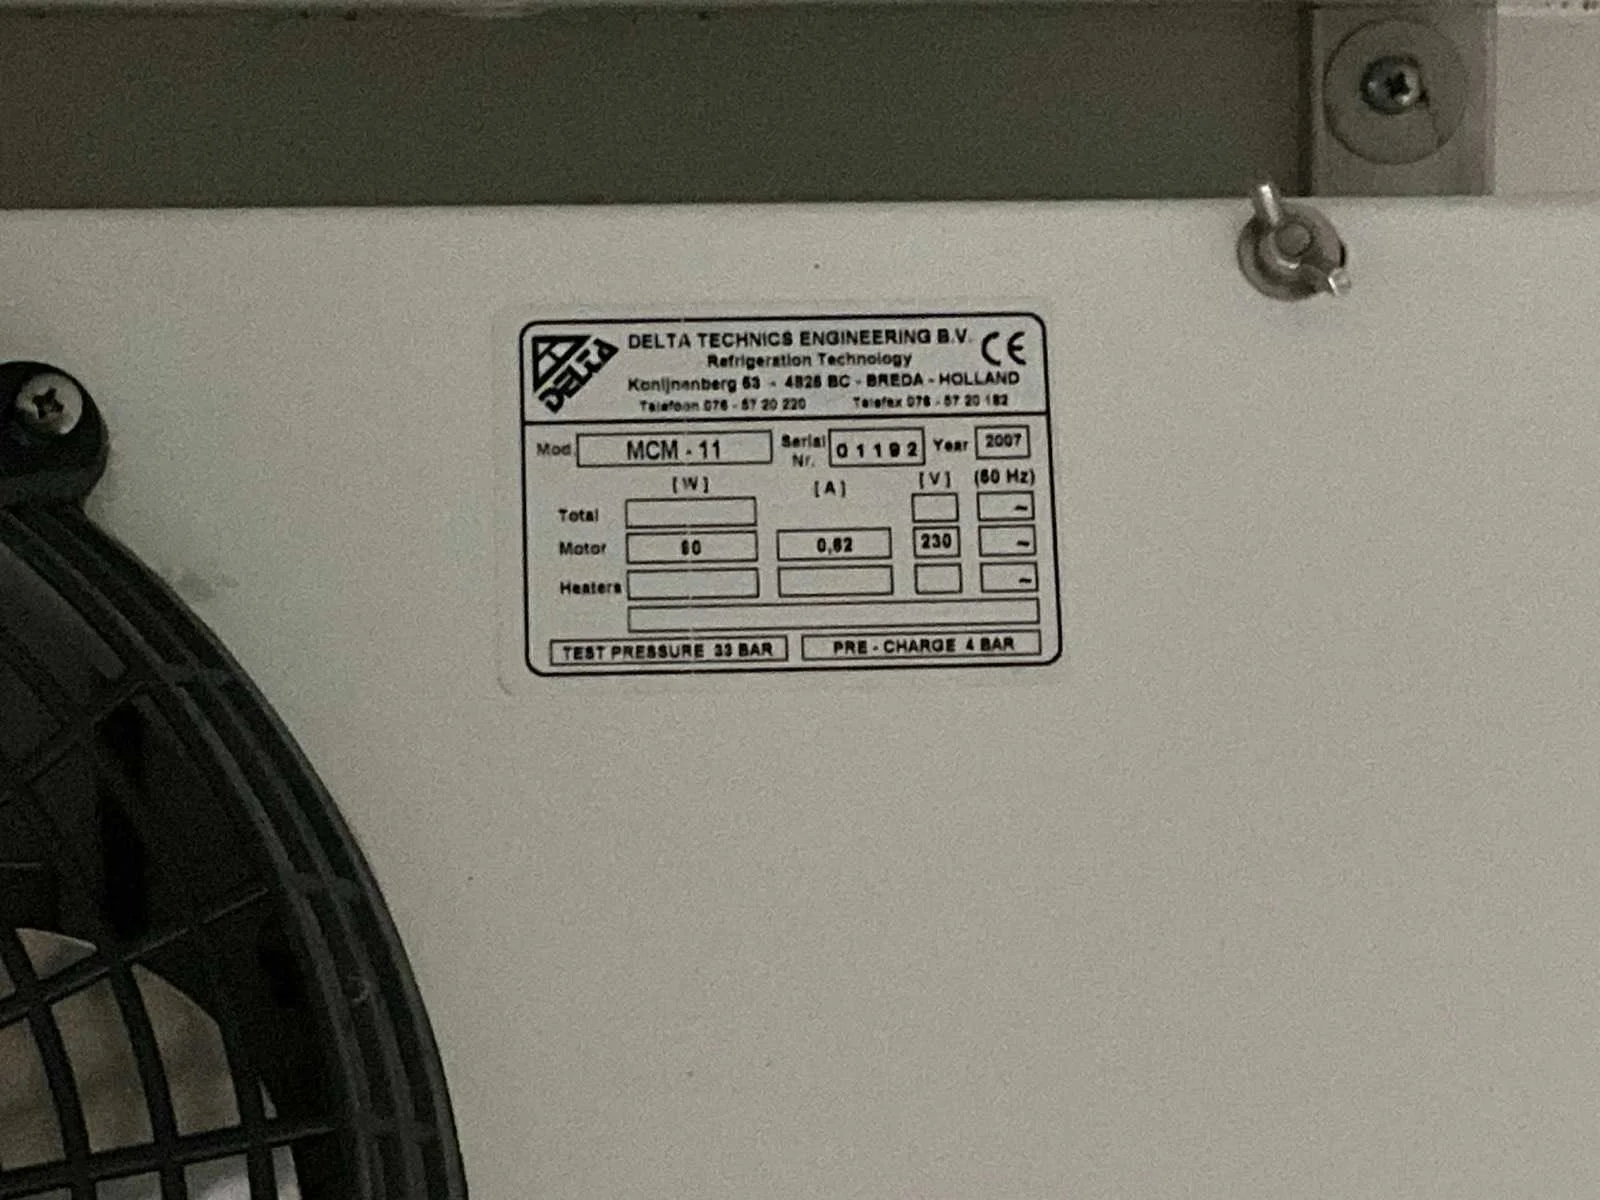 DELTA
DELTA TECHNICS ENGINEERING B.V. CE
Refrigeration Technology
Konijnenberg 53 - 4825 BC - BREDA - HOLLAND
Telefoon 076 - 57 20 220 Telefax 076 - 57 20 182
Mod. MCM - 11 Serial Nr. 01192 Year 2007
[W] [A] [V] (50 Hz)
Total ~
Motor 0,62 230 ~
Heaters ~
TEST PRESSURE 33 BAR PRE - CHARGE 4 BAR